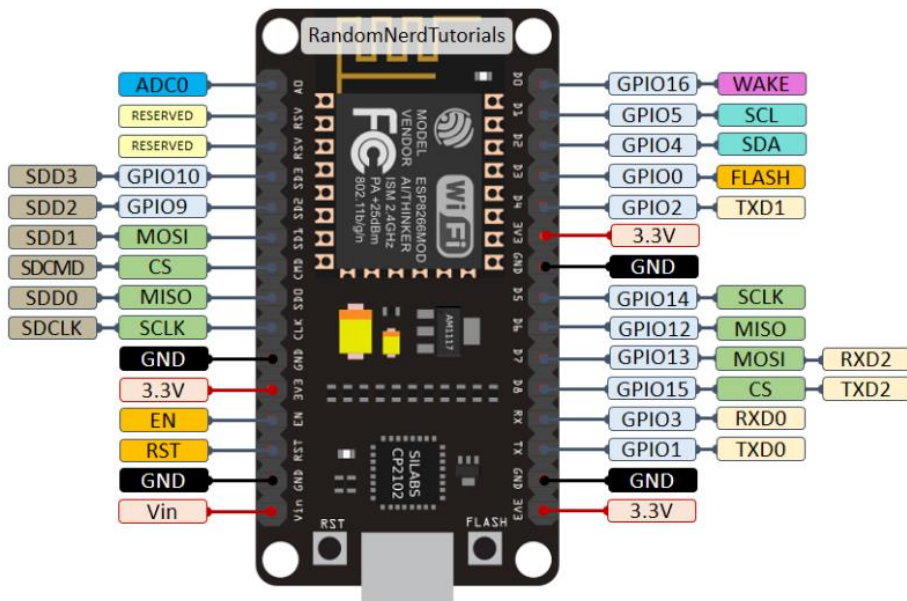 RandomNerdTutorials
ADC0
RESERVED
RESERVED
SDD3 GPIO10
SDD2 GPIO9
SDD1 MOSI
SDCMD CS
SDD0 MISO
SDCLK SCLK
GND
3.3V
EN
RST
GND
Vin
A0
RSV
RSV
SD3
SD2
SD1
CMD
SD0
CLK
GND
3V3
EN
RST
GND
Vin
MODEL
VENDOR
ESP8266MOD
AI/THINKER
ISM 2.4GHz
PA +25dBm
802.11b/g/n
FC
Wi Fi
AM1117
SILABS
CP2102
RST
FLASH
D0
D1
D2
D3
D4
3V3
GND
D5
D6
D7
D8
RX
TX
GND
3V3
GPIO16 WAKE
GPIO5 SCL
GPIO4 SDA
GPIO0 FLASH
GPIO2 TXD1
3.3V
GND
GPIO14 SCLK
GPIO12 MISO
GPIO13 MOSI RXD2
GPIO15 CS TXD2
GPIO3 RXD0
GPIO1 TXD0
GND
3.3V